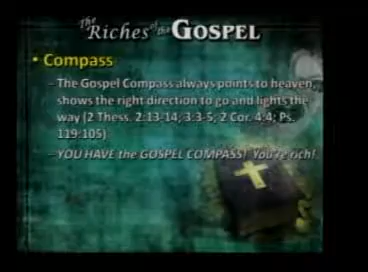 The Riches of the GOSPEL
• Compass
– The Gospel Compass always points to heaven,
shows the right direction to go and lights the
way (2 Thess. 2:13-14; 3:3-5; 2 Cor. 4:4; Ps.
119:105)
– YOU HAVE the GOSPEL COMPASS! You're rich!